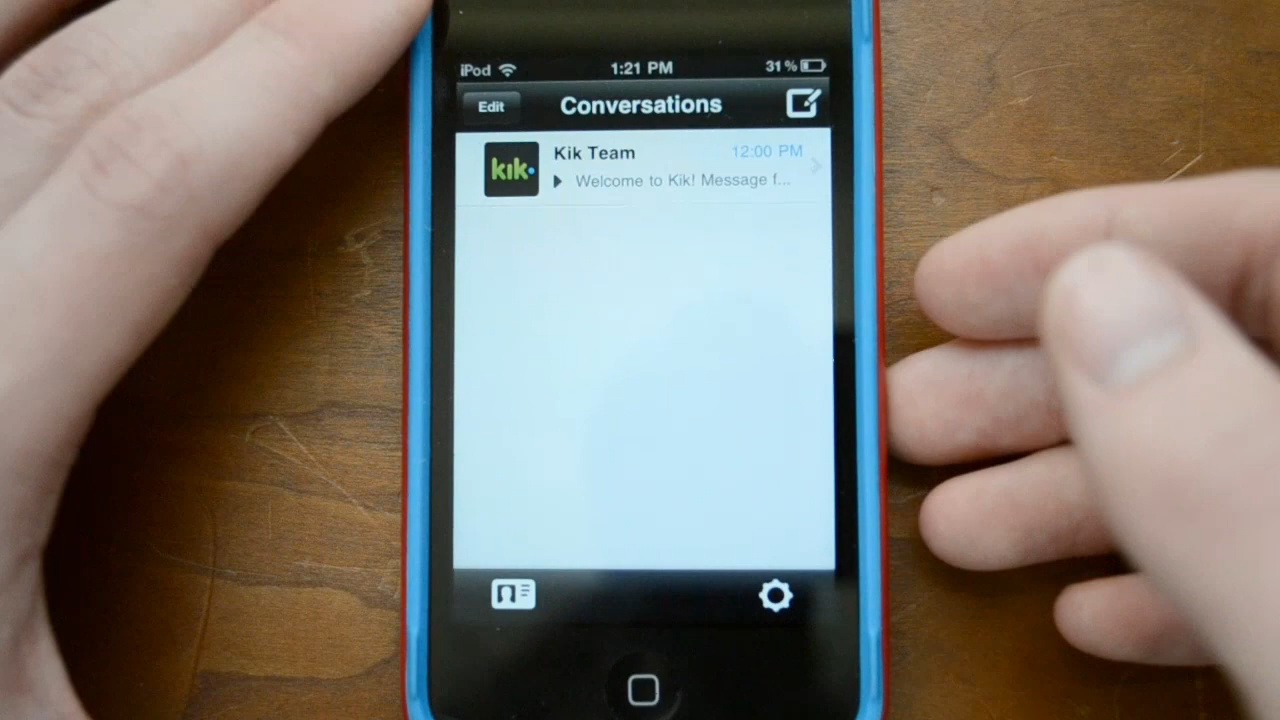 iPod 1:21 PM 31%
Edit Conversations
kik
Kik Team 12:00 PM
Welcome to Kik! Message f...